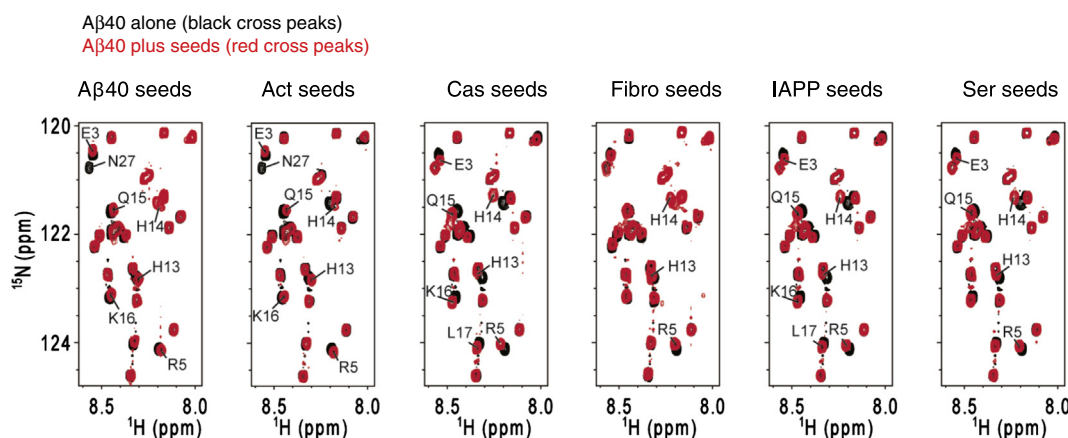 Aβ40 alone (black cross peaks)
Aβ40 plus seeds (red cross peaks)
Aβ40 seeds Act seeds Cas seeds Fibro seeds IAPP seeds Ser seeds
¹⁵N (ppm)
120
122
124
E3
N27
Q15
H14
H13
K16
R5
8.5 8.0
¹H (ppm)
E3
N27
Q15
H14
H13
K16
R5
8.5 8.0
¹H (ppm)
E3
Q15
H14
H13
K16
L17 R5
8.5 8.0
¹H (ppm)
H14
H13
R5
8.5 8.0
¹H (ppm)
E3
Q15
H14
H13
K16
L17 R5
8.5 8.0
¹H (ppm)
E3
Q15
H14
H13
K16
R5
8.5 8.0
¹H (ppm)